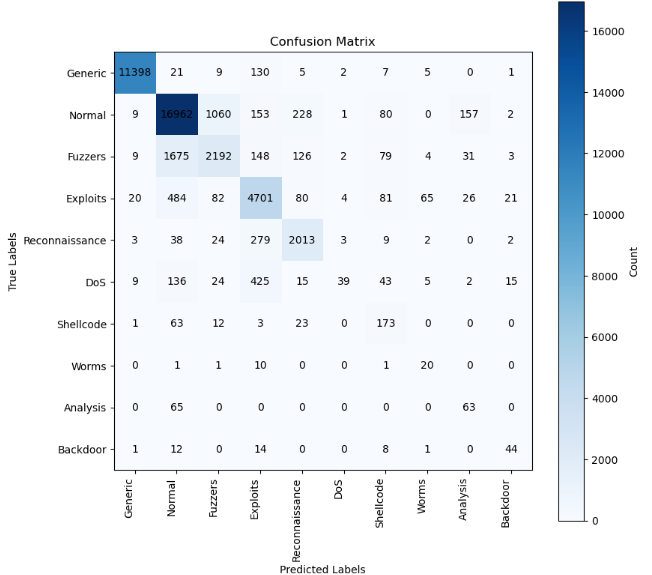 Confusion Matrix
Generic 11398 21 9 130 5 2 7 5 0 1
Normal 9 16962 1060 153 228 1 80 0 157 2
Fuzzers 9 1675 2192 148 126 2 79 4 31 3
Exploits 20 484 82 4701 80 4 81 65 26 21
Reconnaissance 3 38 24 279 2013 3 9 2 0 2
DoS 9 136 24 425 15 39 43 5 2 15
Shellcode 1 63 12 3 23 0 173 0 0 0
Worms 0 1 1 10 0 0 1 20 0 0
Analysis 0 65 0 0 0 0 0 0 63 0
Backdoor 1 12 0 14 0 0 8 1 0 44
True Labels
Generic Normal Fuzzers Exploits Reconnaissance DoS Shellcode Worms Analysis Backdoor
Predicted Labels
16000
14000
12000
10000
8000
6000
4000
2000
0
Count